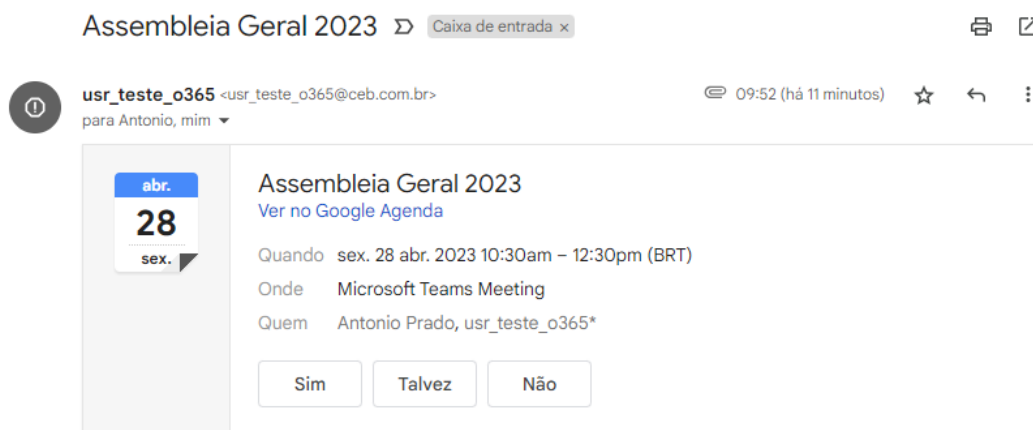 Assembleia Geral 2023 Caixa de entrada x
usr_teste_o365 <usr_teste_o365@ceb.com.br> 09:52 (há 11 minutos)
para Antonio, mim
abr.
28
sex.
Assembleia Geral 2023
Ver no Google Agenda
Quando sex. 28 abr. 2023 10:30am – 12:30pm (BRT)
Onde Microsoft Teams Meeting
Quem Antonio Prado, usr_teste_o365*
Sim Talvez Não